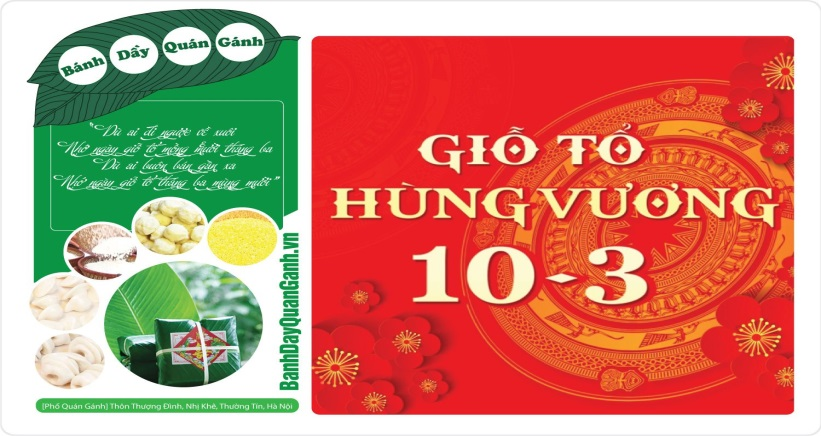 Bánh Dầy Quán Gánh
"Dù ai đi ngược về xuôi
Nhớ ngày giỗ tổ mồng mười tháng ba
Dù ai buôn bán gần xa
Nhớ ngày giỗ tổ tháng ba mùng mười"
BanhDayQuanGanh.vn
[Phố Quán Gánh] Thôn Thượng Đình, Nhị Khê, Thường Tín, Hà Nội
GIỖ TỔ
HÙNG VƯƠNG
10-3